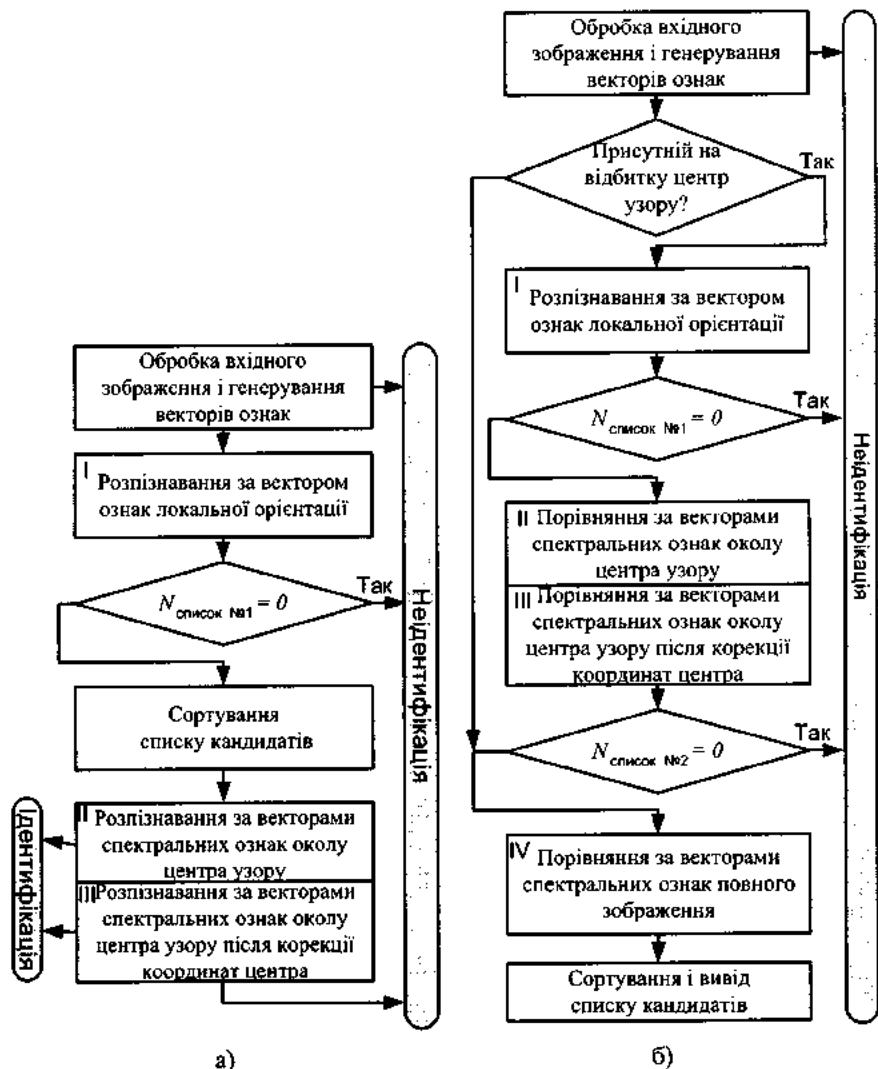 Обробка вхідного
зображення і генерування
векторів ознак
I
Розпізнавання за вектором
ознак локальної орієнтації
N список №1 = 0
Так
Сортування
списку кандидатів
II
Розпізнавання за векторами
спектральних ознак околу
центра узору
III
Розпізнавання за векторами
спектральних ознак околу
центра узору після корекції
координат центра
Ідентифікація
Неідентифікація
а)
Обробка вхідного
зображення і генерування
векторів ознак
Присутній на
відбитку центр
узору?
Так
I
Розпізнавання за вектором
ознак локальної орієнтації
N список №1 = 0
Так
II Порівняння за векторами
спектральних ознак околу
центра узору
III Порівняння за векторами
спектральних ознак околу
центра узору після корекції
координат центра
N список №2 = 0
Так
IV
Порівняння за векторами
спектральних ознак повного
зображення
Сортування і вивід
списку кандидатів
Неідентифікація
б)